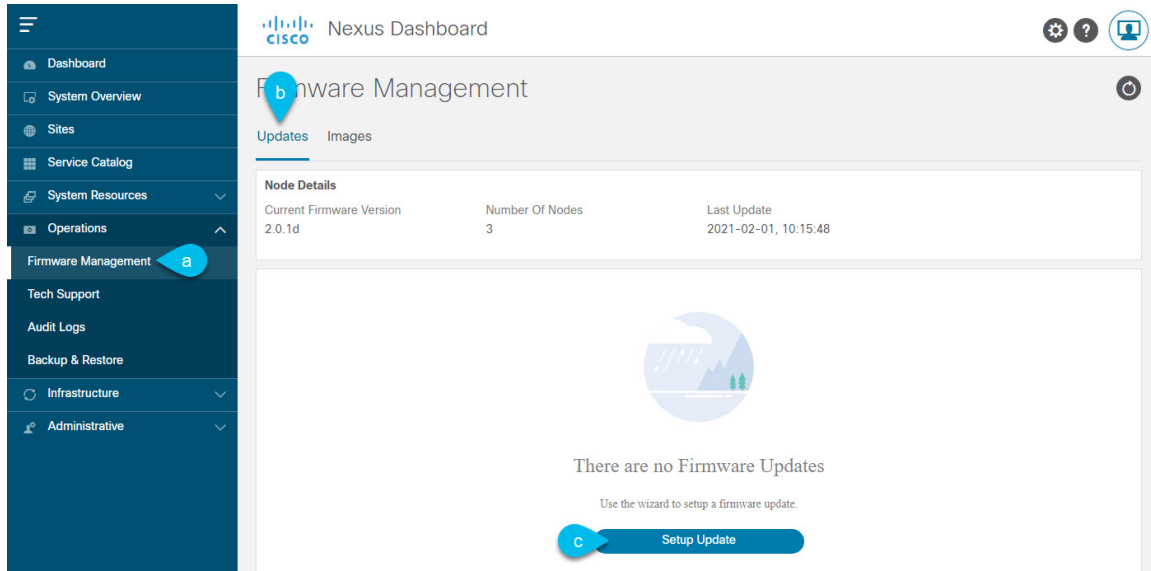 CISCO Nexus Dashboard
?
Dashboard
System Overview
Sites
Service Catalog
System Resources
Operations
Firmware Management a
Tech Support
Audit Logs
Backup & Restore
Infrastructure
Administrative
Management
b
Updates Images
Node Details
Current Firmware Version Number Of Nodes Last Update
2.0.1d 3 2021-02-01, 10:15:48
There are no Firmware Updates
Use the wizard to setup a firmware update.
c Setup Update